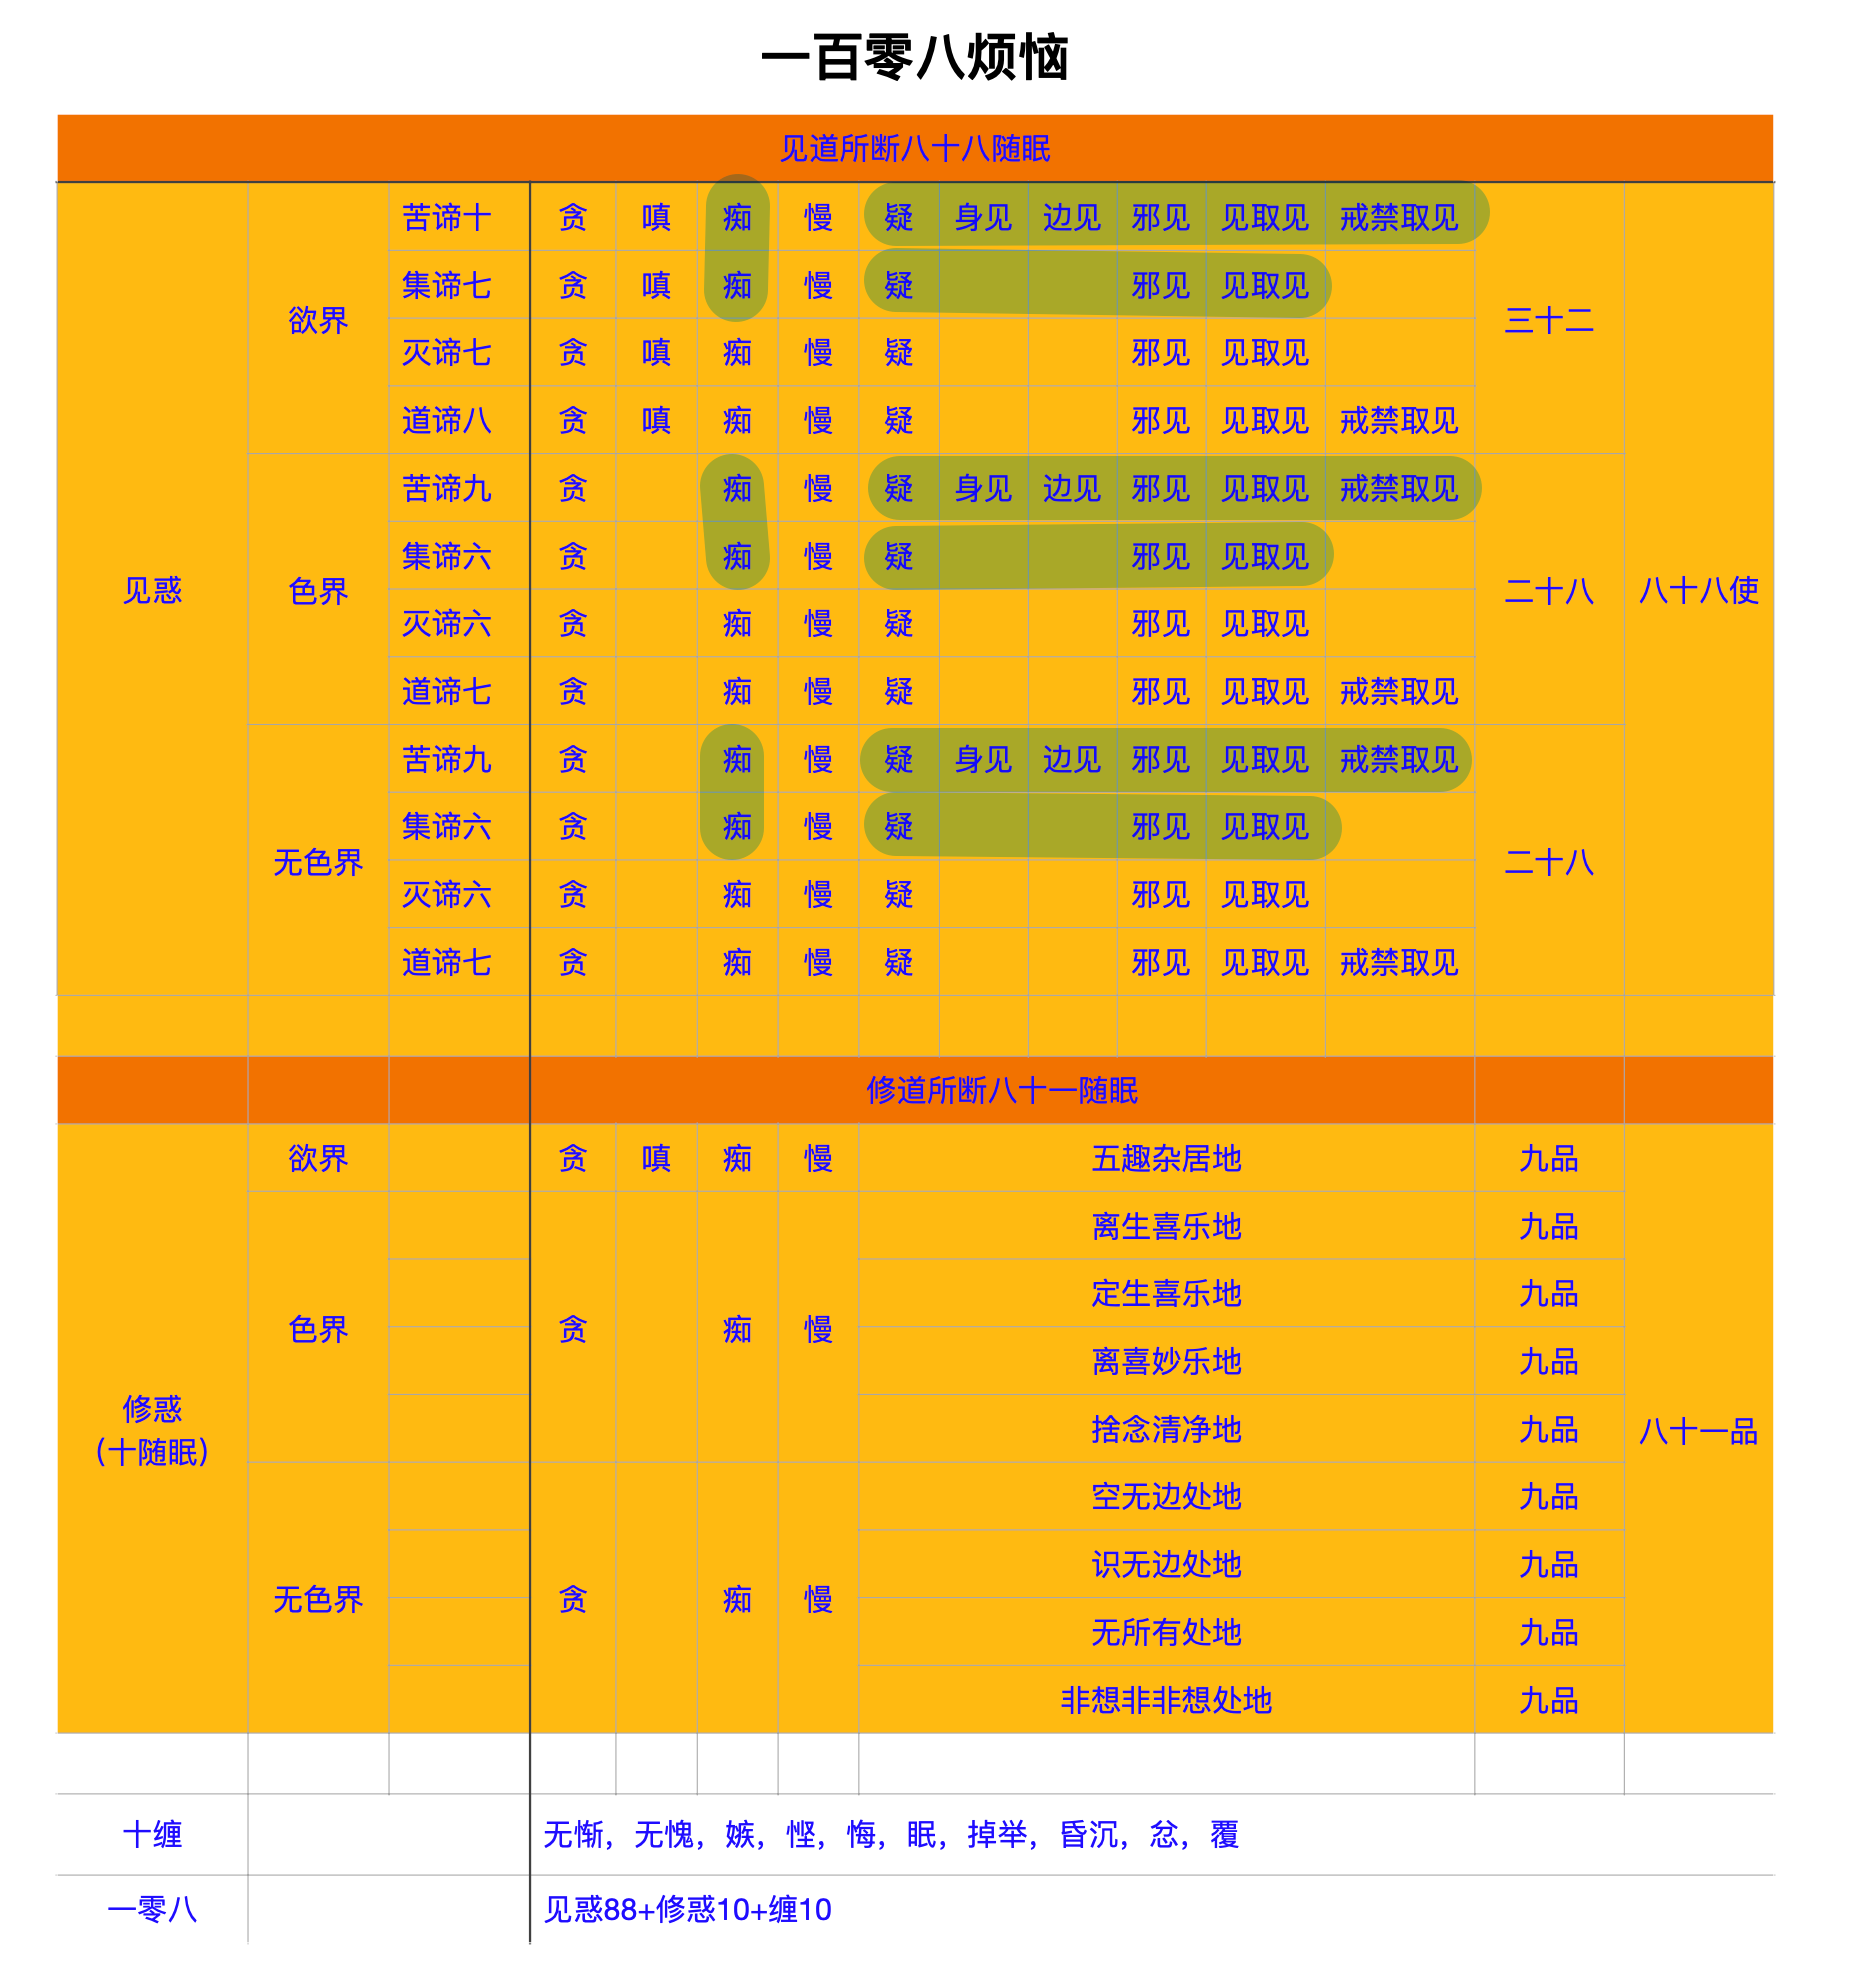 一百零八烦恼
见道所断八十八随眠
见惑
欲界
苦谛十 贪 嗔 痴 慢 疑 身见 边见 邪见 见取见 戒禁取见
集谛七 贪 嗔 痴 慢 疑 邪见 见取见
三十二
灭谛七 贪 嗔 痴 慢 疑 邪见 见取见
道谛八 贪 嗔 痴 慢 疑 邪见 见取见 戒禁取见
色界
苦谛九 贪 痴 慢 疑 身见 边见 邪见 见取见 戒禁取见
集谛六 贪 痴 慢 疑 邪见 见取见
二十八 八十八使
灭谛六 贪 痴 慢 疑 邪见 见取见
道谛七 贪 痴 慢 疑 邪见 见取见 戒禁取见
无色界
苦谛九 贪 痴 慢 疑 身见 边见 邪见 见取见 戒禁取见
集谛六 贪 痴 慢 疑 邪见 见取见
二十八
灭谛六 贪 痴 慢 疑 邪见 见取见
道谛七 贪 痴 慢 疑 邪见 见取见 戒禁取见
修道所断八十一随眠
修惑
(十随眠)
欲界 贪 嗔 痴 慢 五趣杂居地 九品
色界 贪 痴 慢
离生喜乐地 九品
定生喜乐地 九品
离喜妙乐地 九品
捨念清净地 九品
八十一品
无色界 贪 痴 慢
空无边处地 九品
识无边处地 九品
无所有处地 九品
非想非非想处地 九品
十缠 无惭，无愧，嫉，悭，悔，眠，掉举，昏沉，忿，覆
一零八 见惑88+修惑10+缠10